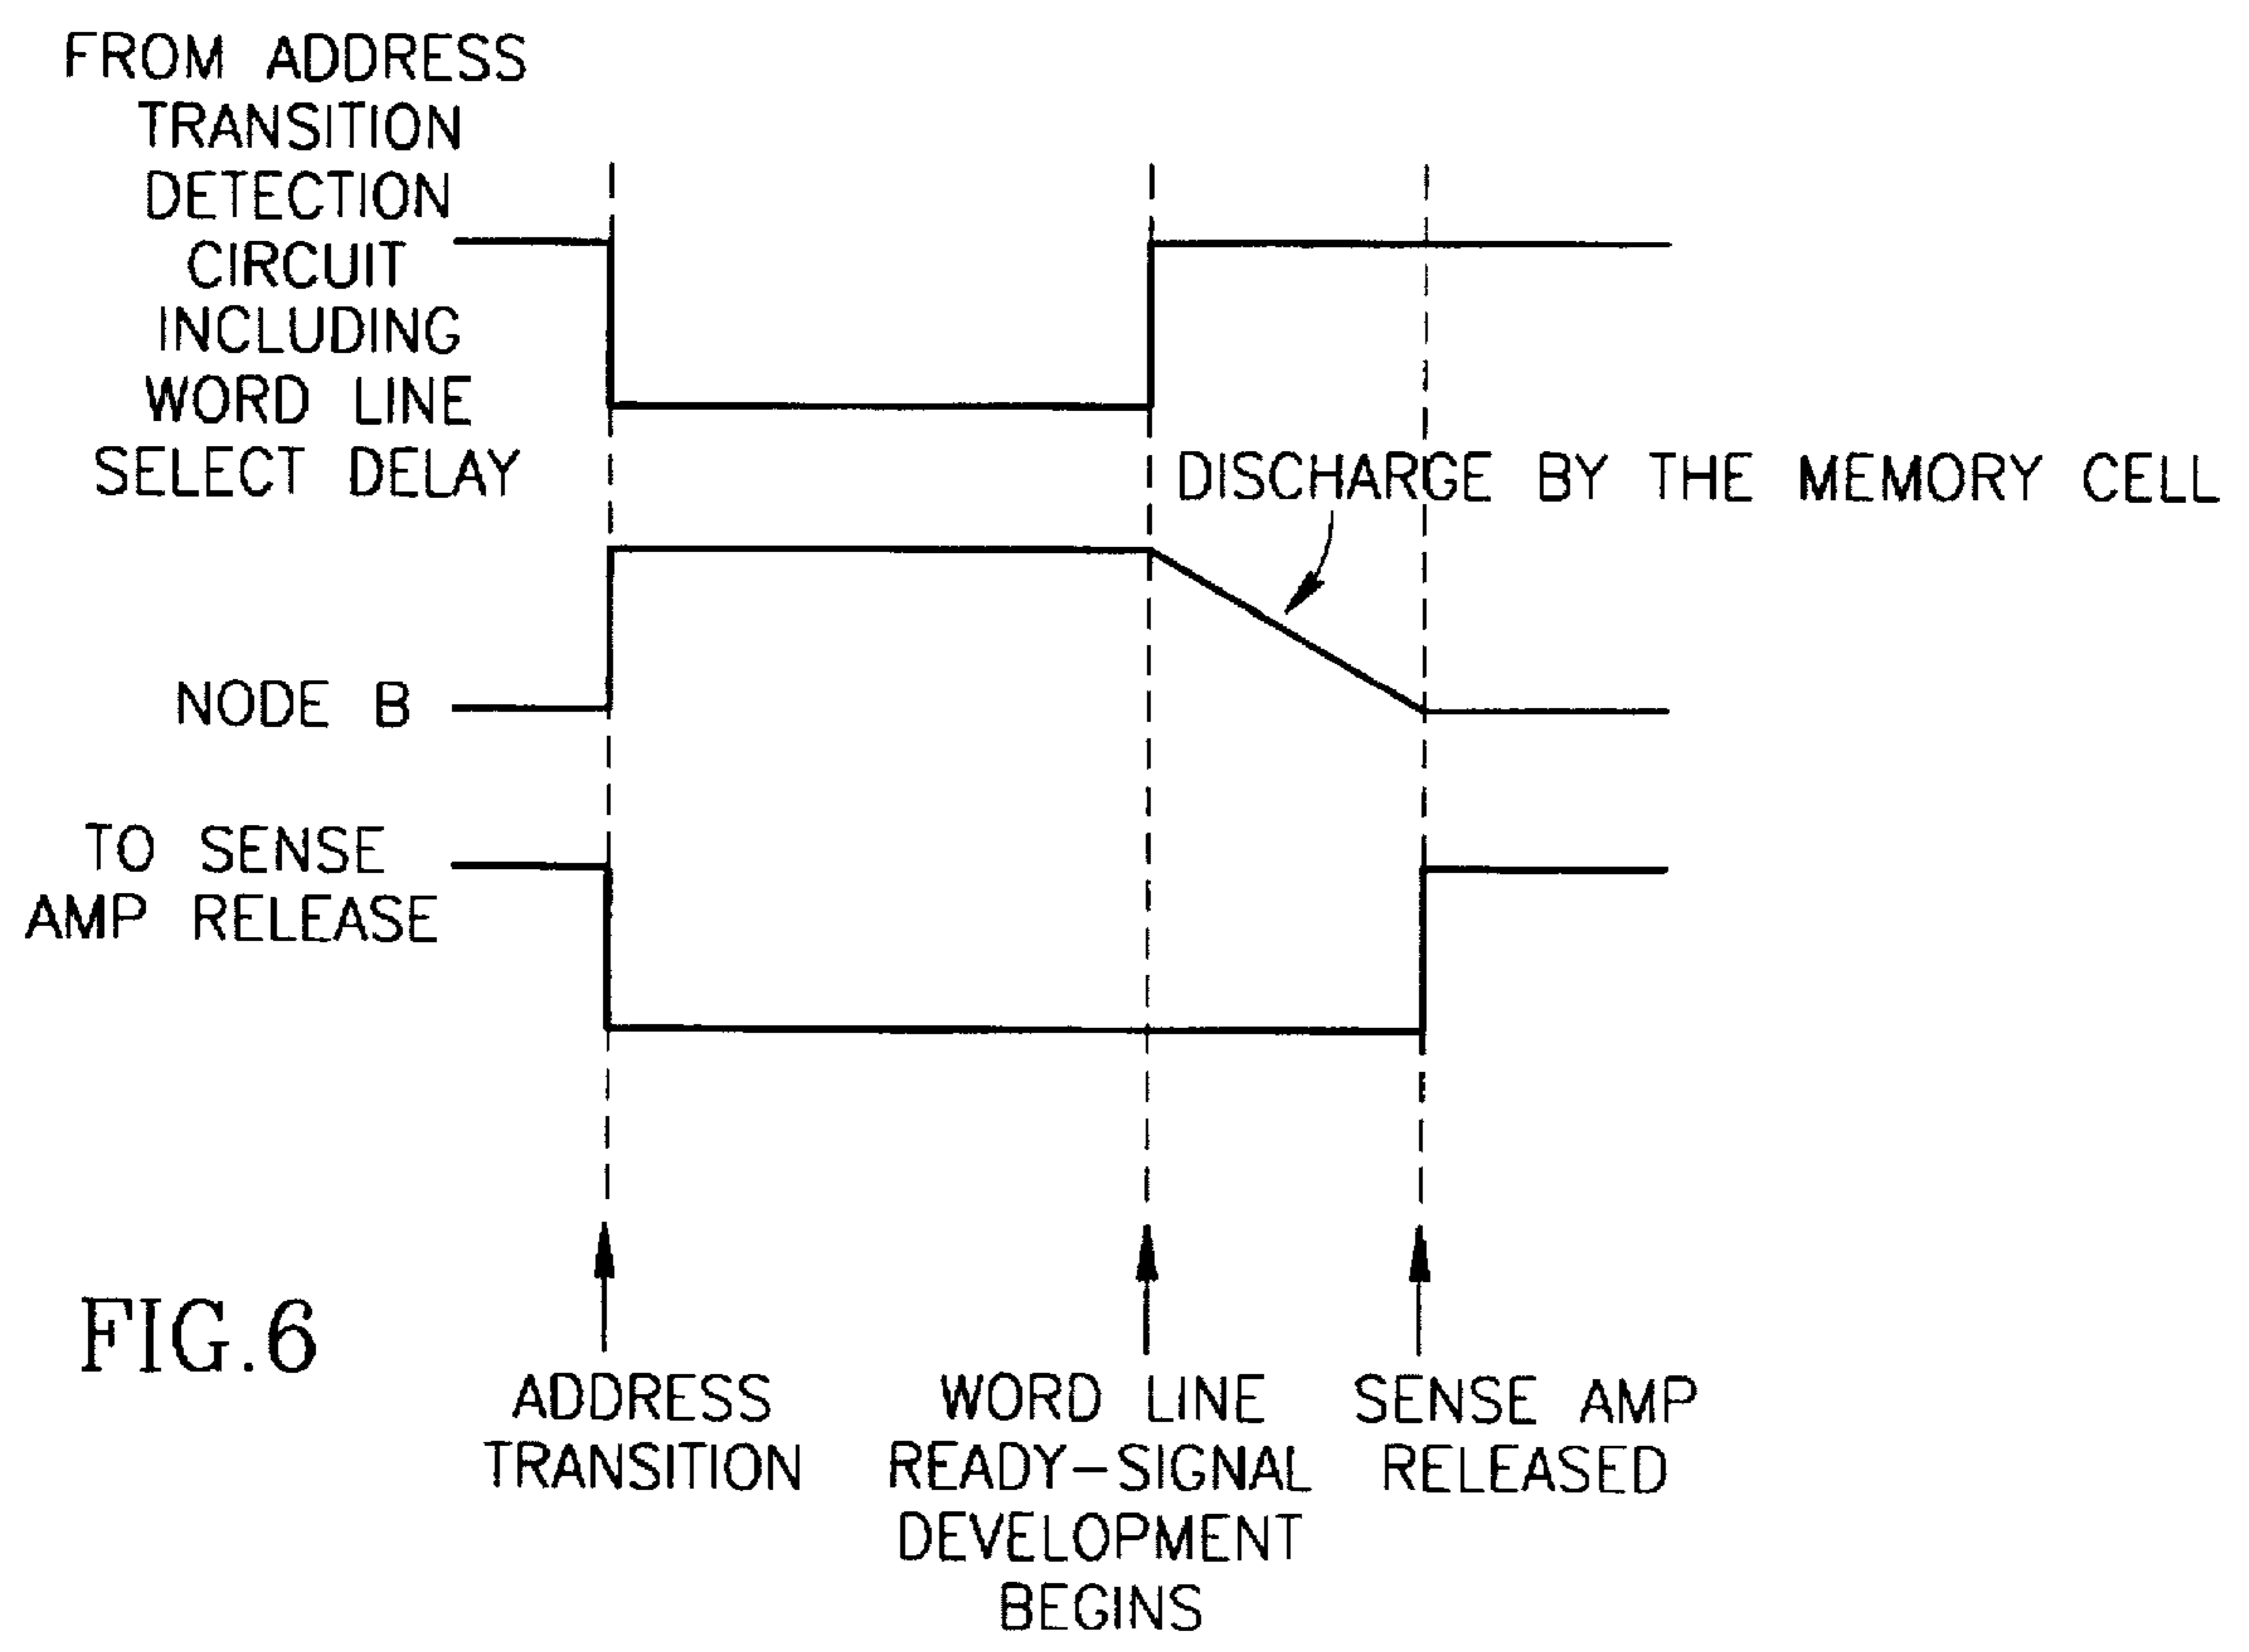 FROM ADDRESS
TRANSITION
DETECTION
CIRCUIT
INCLUDING
WORD LINE
SELECT DELAY
DISCHARGE BY THE MEMORY CELL
NODE B
TO SENSE
AMP RELEASE
FIG.6
ADDRESS
TRANSITION
WORD LINE
READY-SIGNAL
DEVELOPMENT
BEGINS
SENSE AMP
RELEASED